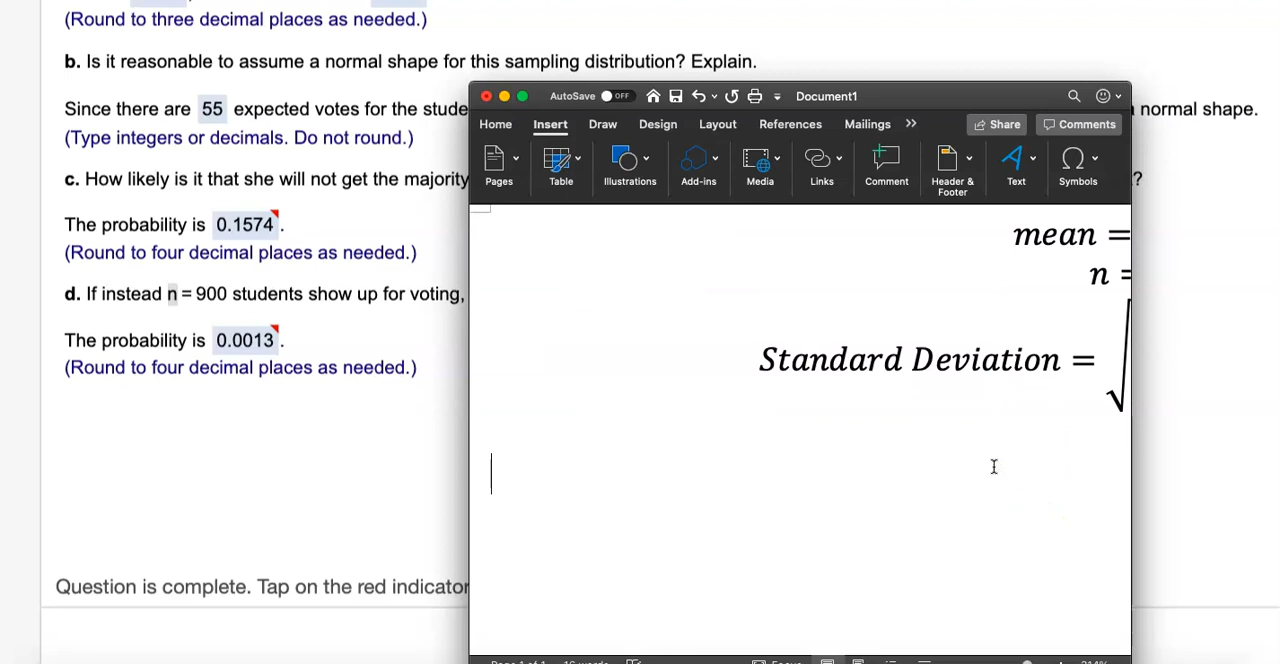 (Round to three decimal places as needed.)
b. Is it reasonable to assume a normal shape for this sampling distribution? Explain.
Since there are 55 expected votes for the stude
normal shape.
(Type integers or decimals. Do not round.)
c. How likely is it that she will not get the majority
?
The probability is 0.1574.
(Round to four decimal places as needed.)
d. If instead n = 900 students show up for voting,
The probability is 0.0013.
(Round to four decimal places as needed.)
Question is complete. Tap on the red indicator
AutoSave OFF Document1
Home Insert Draw Design Layout References Mailings >> Share Comments
Pages Table Illustrations Add-ins Media Links Comment Header & Footer Text Symbols
mean =
n =
Standard Deviation = √